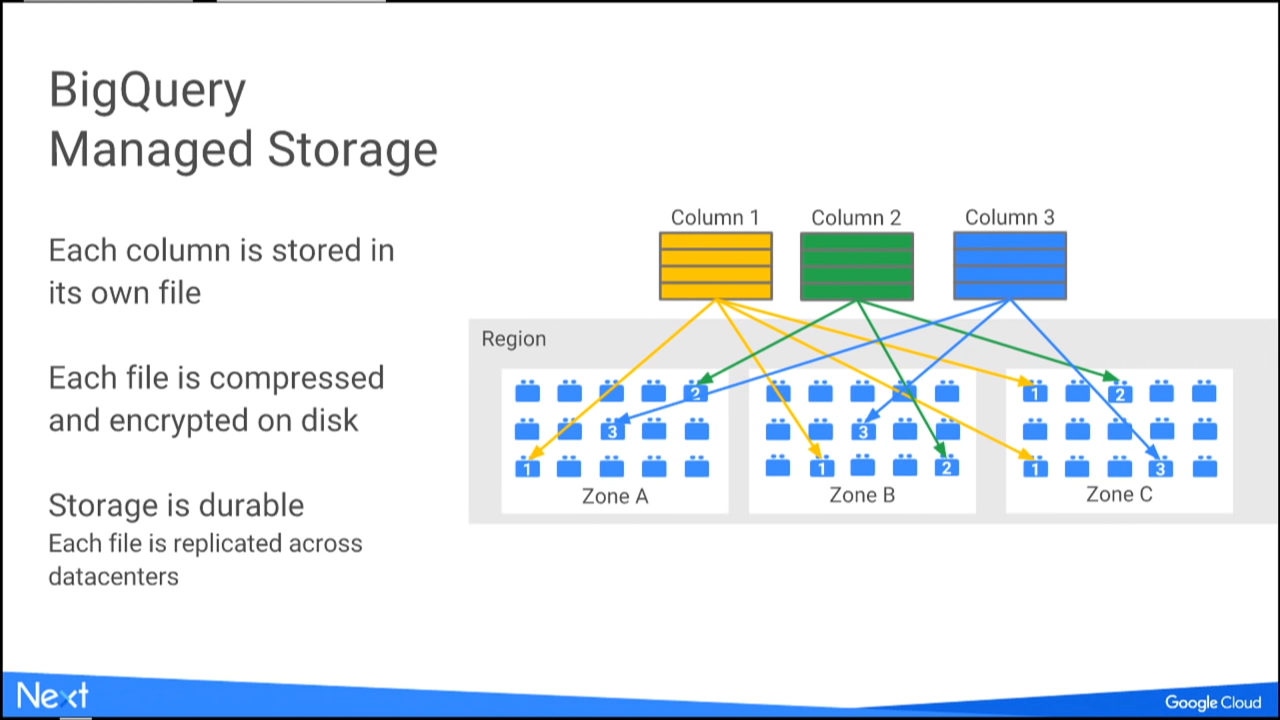 BigQuery
Managed Storage
Each column is stored in
its own file
Each file is compressed
and encrypted on disk
Storage is durable
Each file is replicated across
datacenters
Column 1
Column 2
Column 3
Region
2
3
1
Zone A
3
1
2
Zone B
1
2
1
3
Zone C
Next
Google Cloud